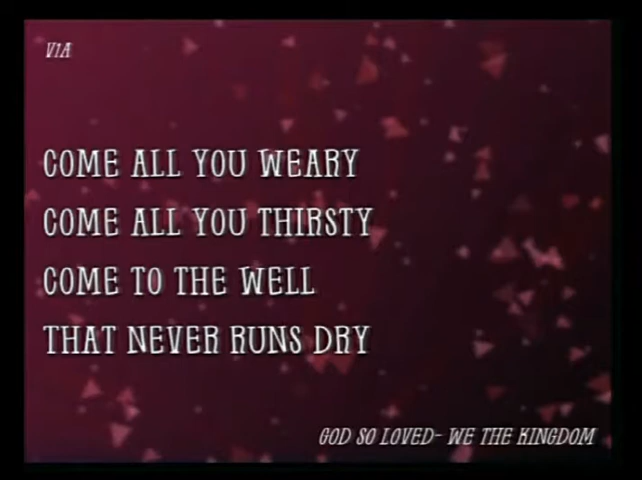 V1A
COME ALL YOU WEARY
COME ALL YOU THIRSTY
COME TO THE WELL
THAT NEVER RUNS DRY
GOD SO LOVED- WE THE KINGDOM